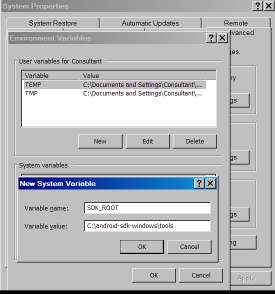 System Properties
System Restore Automatic Updates Remote
Environment Variables
User variables for Consultant
Variable Value
TEMP C:\Documents and Settings\Consultant\...
TMP C:\Documents and Settings\Consultant\...
New Edit Delete
System variables
New System Variable
Variable name: SDK_ROOT
Variable value: C:\android-sdk-windows\tools
OK Cancel
OK Cancel
Apply